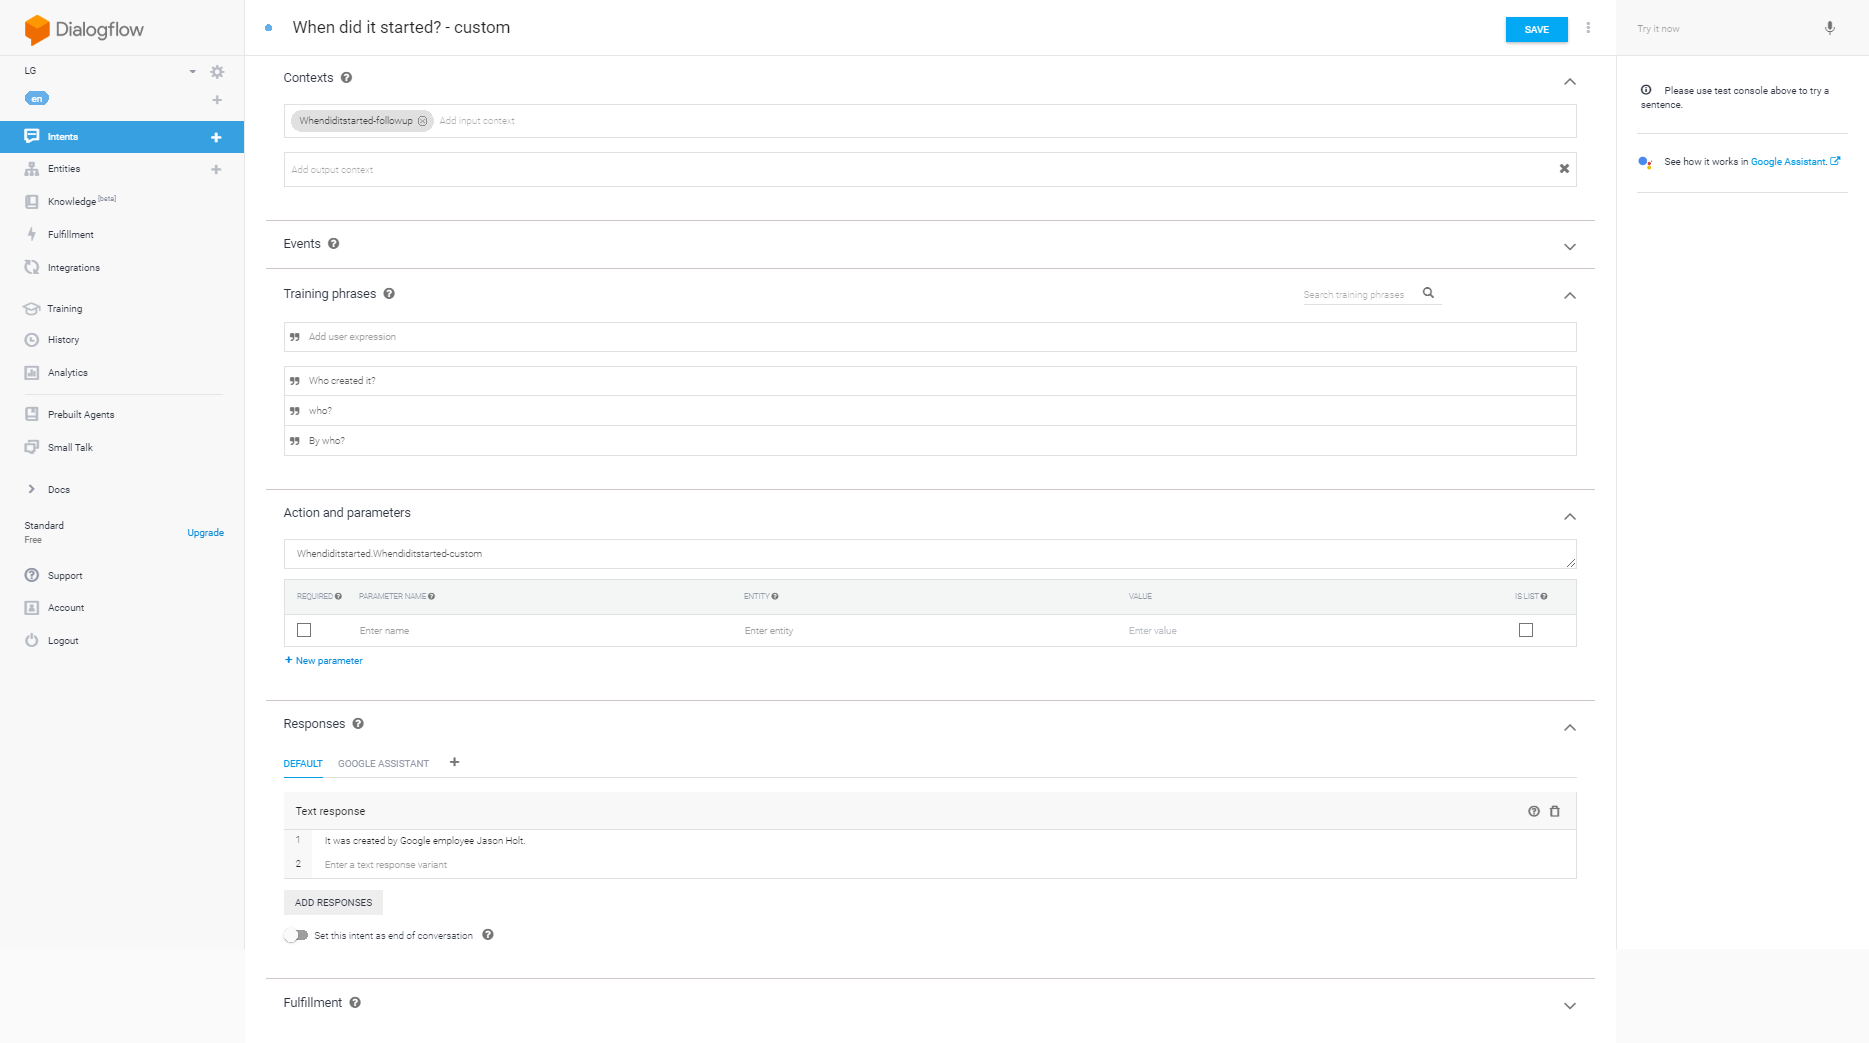 Dialogflow
When did it started? - custom
SAVE
Try it now
LG
en
Intents
Entities
Knowledge [beta]
Fulfillment
Integrations
Training
History
Analytics
Prebuilt Agents
Small Talk
Docs
Standard
Free
Upgrade
Support
Account
Logout
Contexts
Whendiditstarted-followup
Add input context
Add output context
Events
Training phrases
Search training phrases
Add user expression
Who created it?
who?
By who?
Action and parameters
Whendiditstarted.Whendiditstarted-custom
REQUIRED PARAMETER NAME ENTITY VALUE IS LIST
Enter name Enter entity Enter value
+ New parameter
Responses
DEFAULT GOOGLE ASSISTANT +
Text response
1 It was created by Google employee Jason Holt.
2 Enter a text response variant
ADD RESPONSES
Set this intent as end of conversation
Fulfillment
Please use test console above to try a
sentence.
See how it works in Google Assistant.